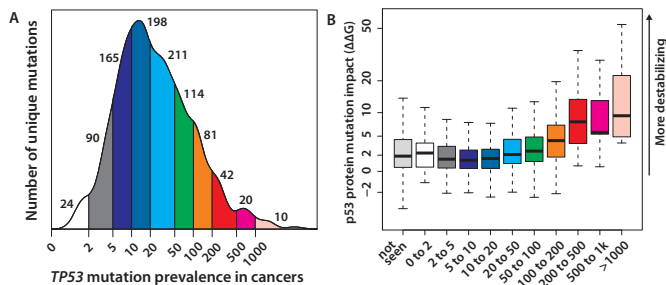 A
Number of unique mutations
24
90
165
198
211
114
81
42
20
10
0
2
5
10
20
50
100
200
500
1000
TP53 mutation prevalence in cancers
B
p53 protein mutation impact (ΔΔG)
50
20
10
5
2
0
−2
More destabilizing
not
seen
0 to 2
2 to 5
5 to 10
10 to 20
20 to 50
50 to 100
100 to 200
200 to 500
500 to 1k
>1000